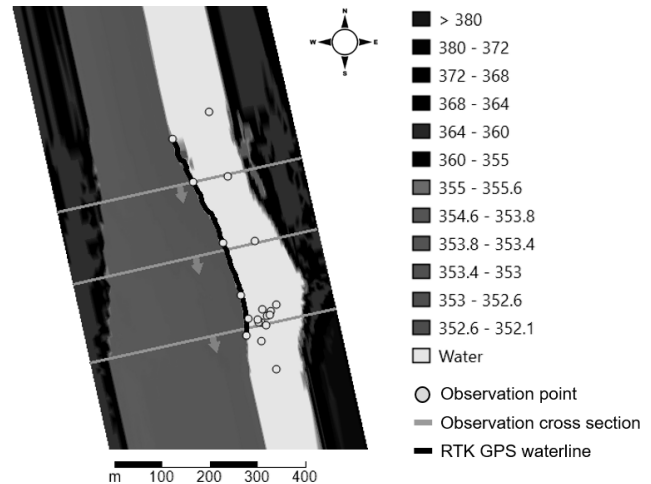 N
W E
S
> 380
380 - 372
372 - 368
368 - 364
364 - 360
360 - 355
355 - 355.6
354.6 - 353.8
353.8 - 353.4
353.4 - 353
353 - 352.6
352.6 - 352.1
Water
Observation point
Observation cross section
RTK GPS waterline
m 100 200 300 400